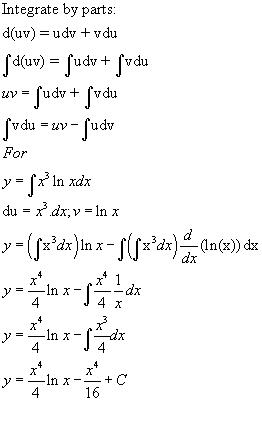 Integrate by parts:
d(uv) = udv + vdu
∫d(uv) = ∫udv + ∫vdu
uv = ∫udv + ∫vdu
∫vdu = uv − ∫udv
For
y = ∫x³ ln xdx
du = x³.dx; v = ln x
y = (∫x³dx) ln x − ∫(∫x³dx) d/dx (ln(x)) dx
y = x⁴/4 ln x − ∫ x⁴/4 1/x dx
y = x⁴/4 ln x − ∫ x³/4 dx
y = x⁴/4 ln x − x⁴/16 + C